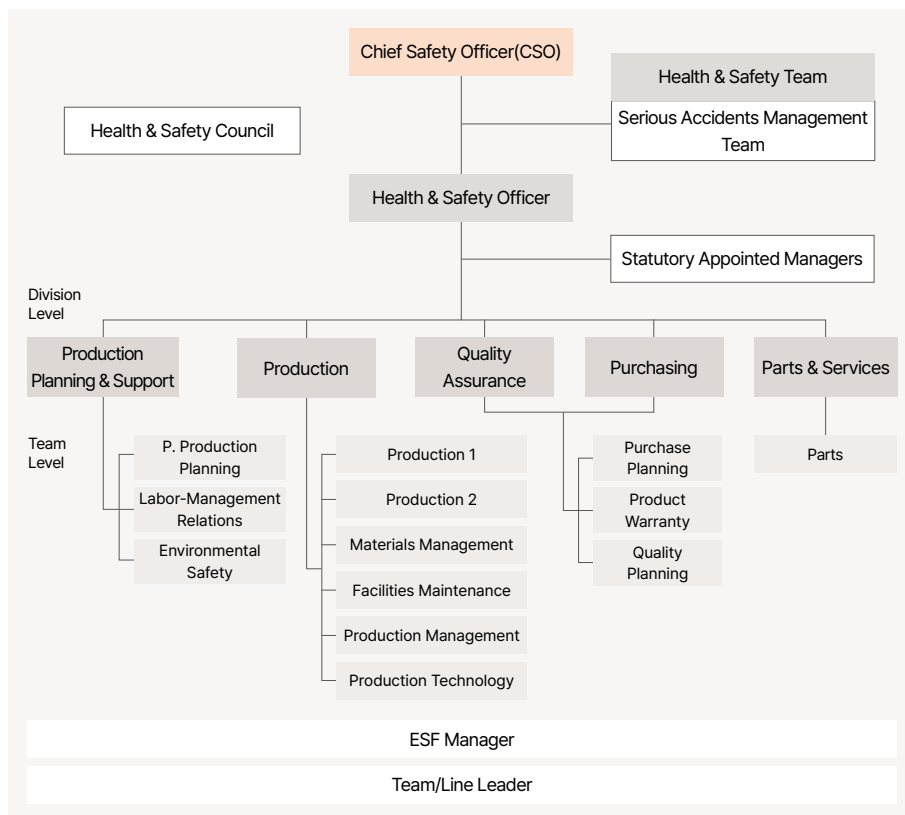 Chief Safety Officer(CSO)
Health & Safety Team
Serious Accidents Management
Team
Health & Safety Council
Health & Safety Officer
Statutory Appointed Managers
Division
Level
Production
Planning & Support
Production
Quality
Assurance
Purchasing
Parts & Services
Team
Level
P. Production
Planning
Labor-Management
Relations
Environmental
Safety
Production 1
Production 2
Materials Management
Facilities Maintenance
Production Management
Production Technology
Purchase
Planning
Product
Warranty
Quality
Planning
Parts
ESF Manager
Team/Line Leader